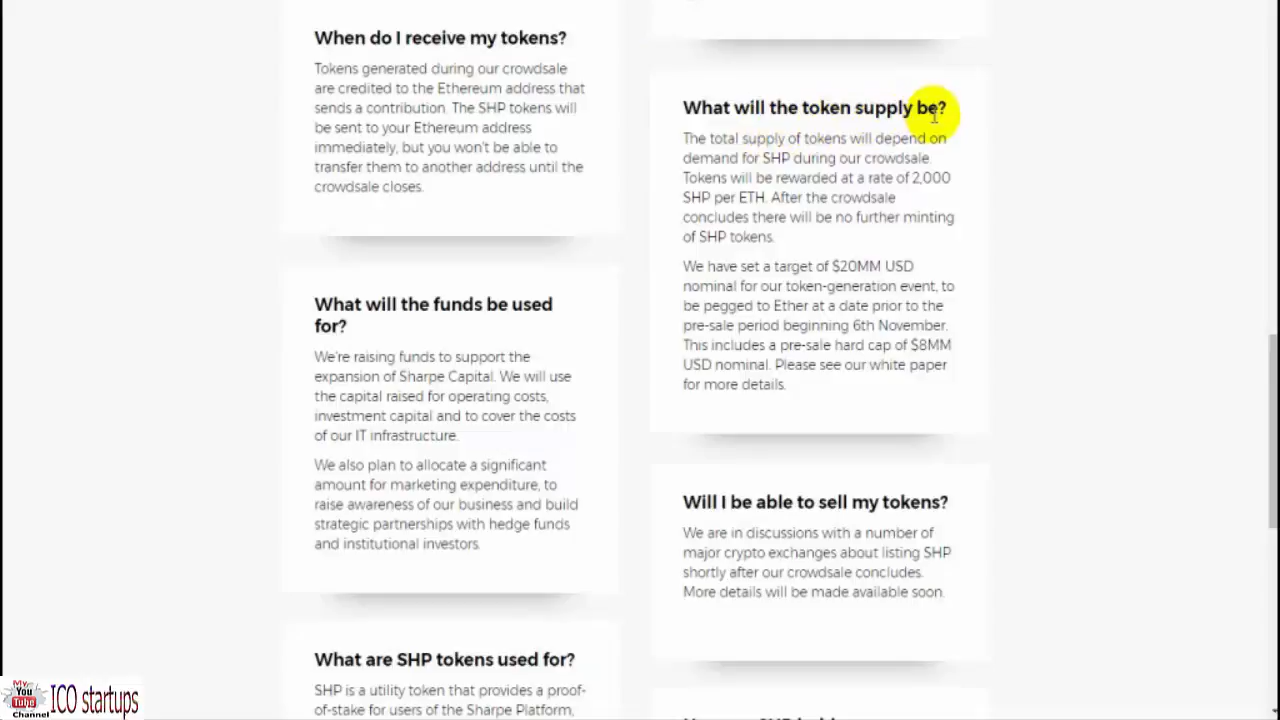 When do I receive my tokens?
Tokens generated during our crowdsale
are credited to the Ethereum address that
sends a contribution. The SHP tokens will
be sent to your Ethereum address
immediately, but you won't be able to
transfer them to another address until the
crowdsale closes.
What will the funds be used
for?
We're raising funds to support the
expansion of Sharpe Capital. We will use
the capital raised for operating costs,
investment capital and to cover the costs
of our IT infrastructure.
We also plan to allocate a significant
amount for marketing expenditure, to
raise awareness of our business and build
strategic partnerships with hedge funds
and institutional investors.
What are SHP tokens used for?
SHP is a utility token that provides a proof-
of-stake for users of the Sharpe Platform,
What will the token supply be?
The total supply of tokens will depend on
demand for SHP during our crowdsale.
Tokens will be rewarded at a rate of 2,000
SHP per ETH. After the crowdsale
concludes there will be no further minting
of SHP tokens.
We have set a target of $20MM USD
nominal for our token-generation event, to
be pegged to Ether at a date prior to the
pre-sale period beginning 6th November.
This includes a pre-sale hard cap of $8MM
USD nominal. Please see our white paper
for more details.
Will I be able to sell my tokens?
We are in discussions with a number of
major crypto exchanges about listing SHP
shortly after our crowdsale concludes.
More details will be made available soon.
My
You
Tube
Channel
ICO startups